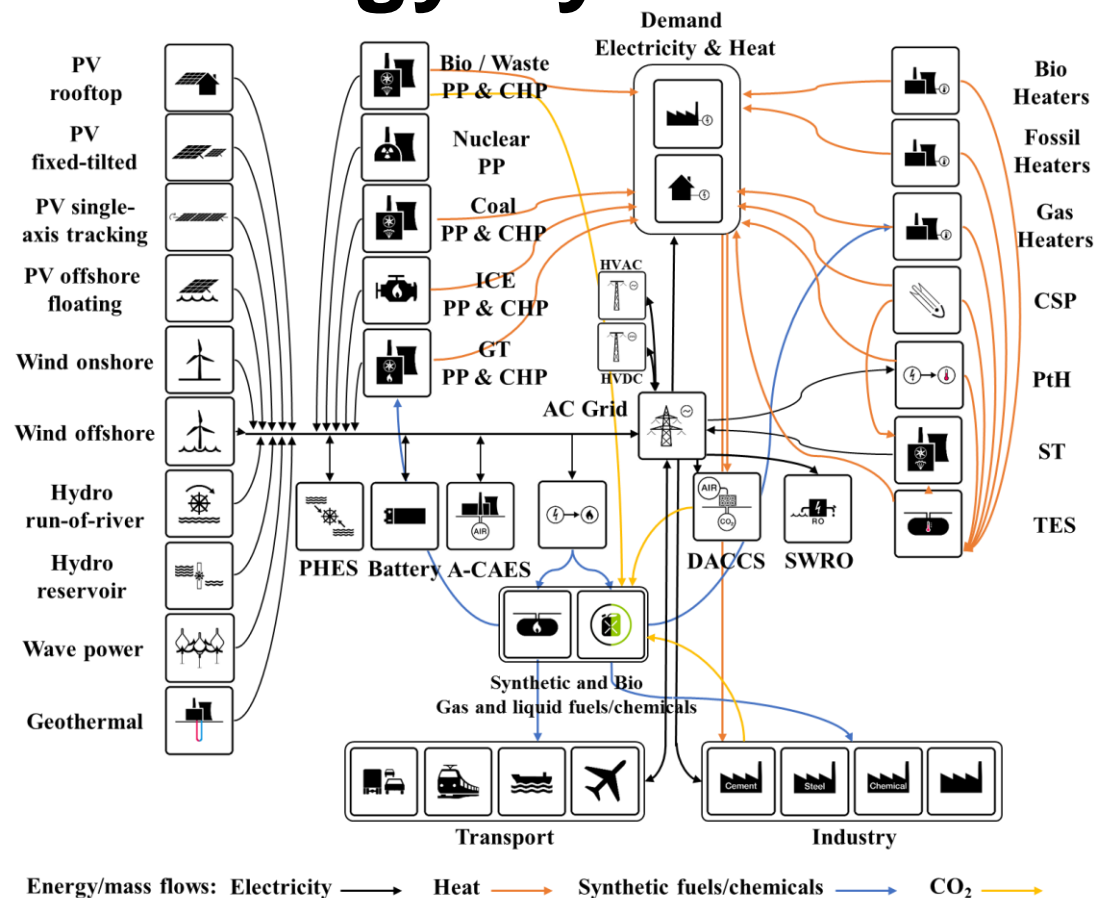 Demand
Electricity & Heat
PV
rooftop
PV
fixed-tilted
PV single-
axis tracking
PV offshore
floating
Wind onshore
Wind offshore
Hydro
run-of-river
Hydro
reservoir
Wave power
Geothermal
Bio / Waste
PP & CHP
Nuclear
PP
Coal
PP & CHP
ICE
PP & CHP
GT
PP & CHP
HVAC
HVDC
AC Grid
Bio
Heaters
Fossil
Heaters
Gas
Heaters
CSP
PtH
ST
TES
AIR
PHES
Battery
A-CAES
AIR
CO₂
DACCS
RO
SWRO
Synthetic and Bio
Gas and liquid fuels/chemicals
Transport
Cement
Steel
Chemical
Industry
Energy/mass flows: Electricity Heat Synthetic fuels/chemicals CO₂